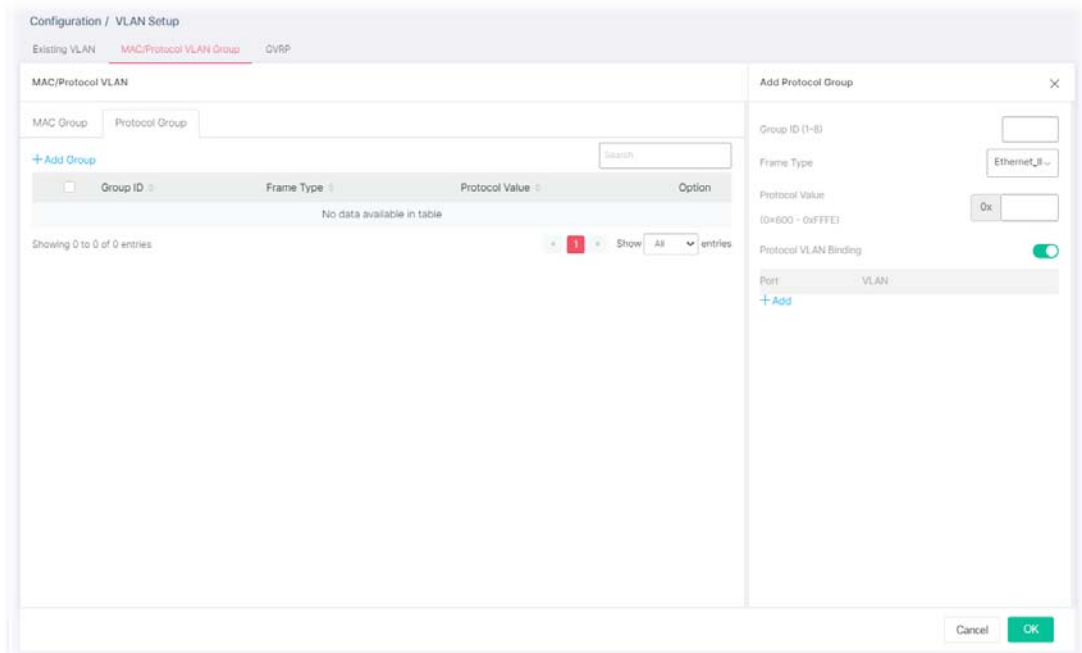 Configuration / VLAN Setup
Existing VLAN MAC/Protocol VLAN Group GVRP
MAC/Protocol VLAN
MAC Group Protocol Group
+Add Group Search
Group ID Frame Type Protocol Value Option
No data available in table
Showing 0 to 0 of 0 entries « 1 » Show All entries
Add Protocol Group ×
Group ID (1-8)
Frame Type Ethernet_II
Protocol Value
(0x600 - 0xFFFE) 0x
Protocol VLAN Binding
Port VLAN
+Add
Cancel OK